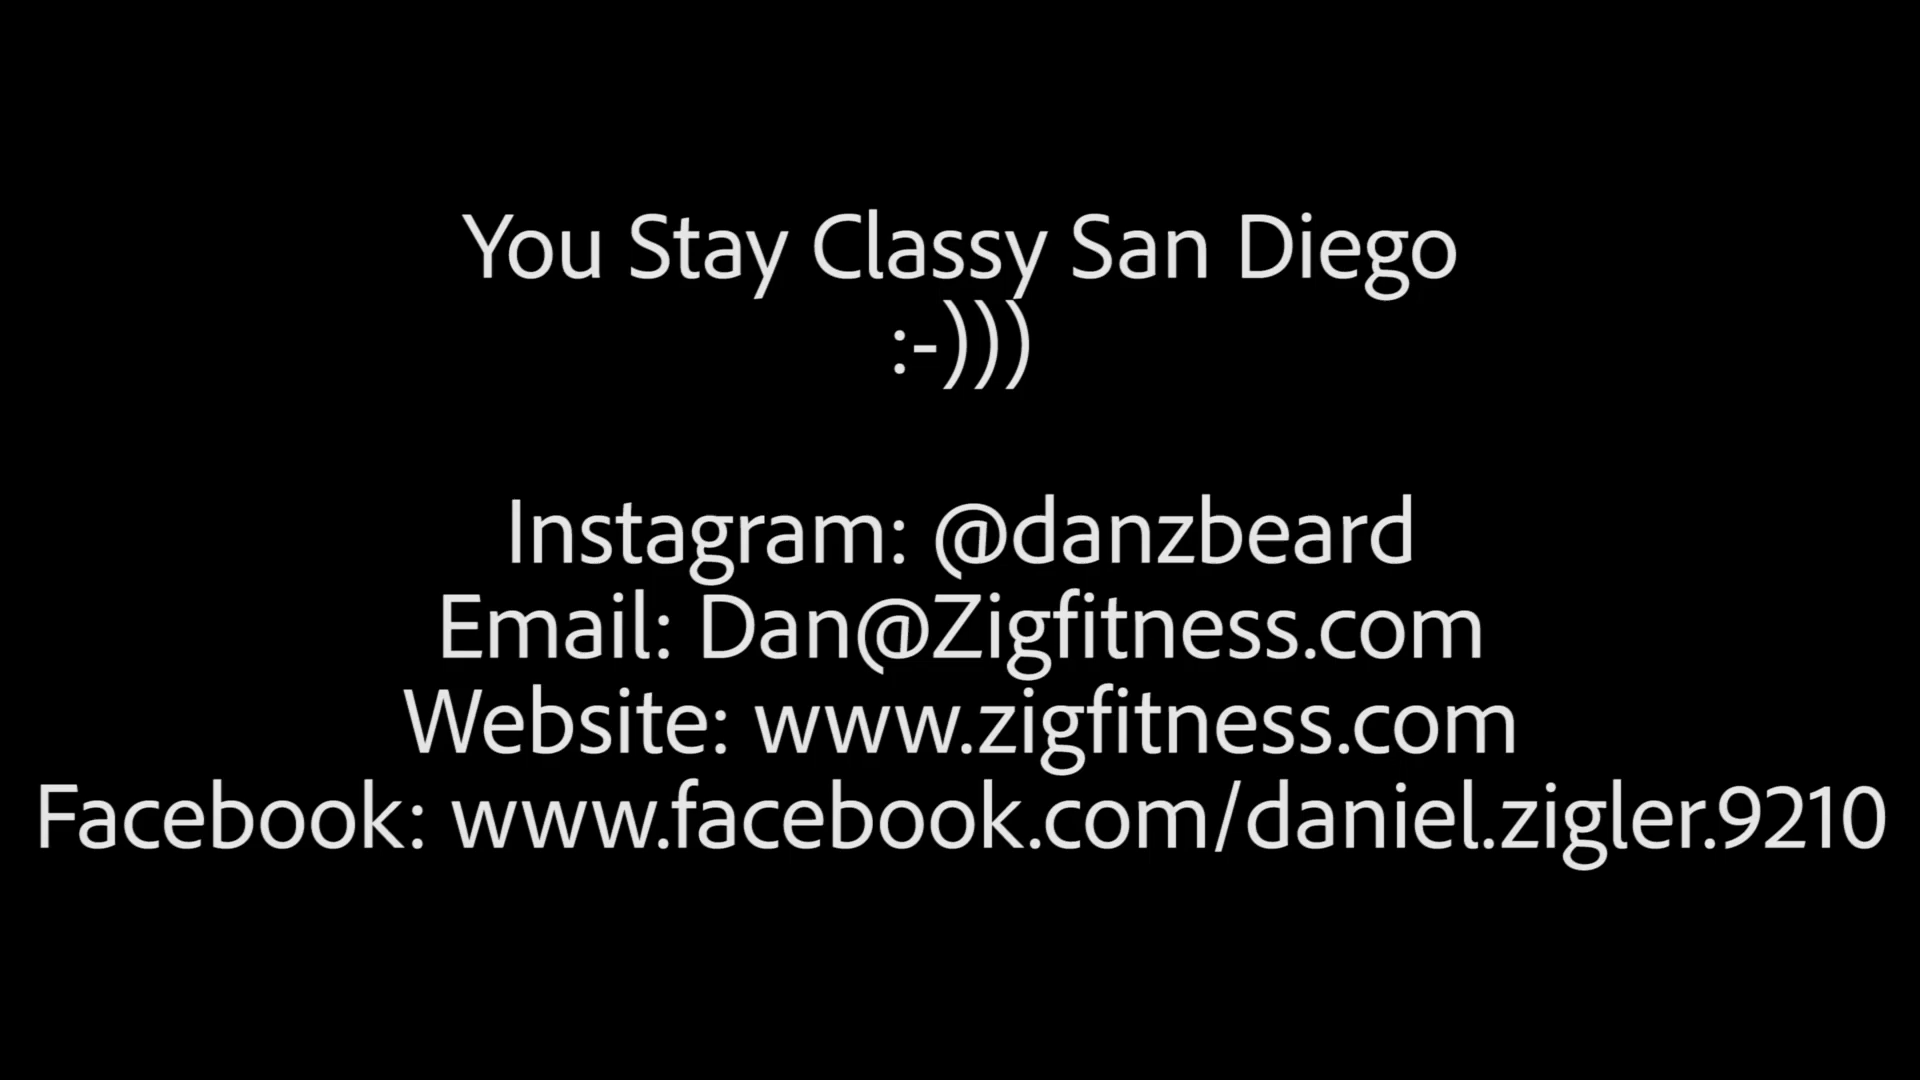 You Stay Classy San Diego
:-)))
Instagram: @danzbeard
Email: Dan@Zigfitness.com
Website: www.zigfitness.com
Facebook: www.facebook.com/daniel.zigler.9210